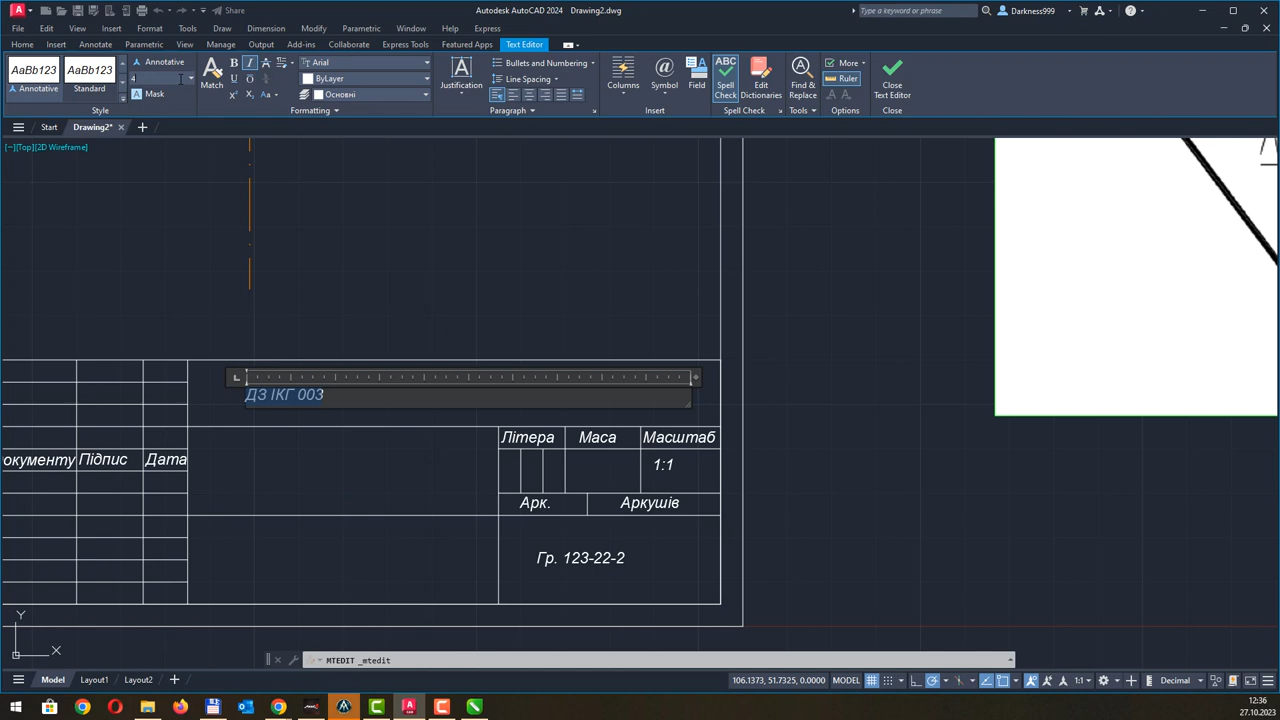 Autodesk AutoCAD 2024 Drawing2.dwg
Share
Type a keyword or phrase
Darkness999
File Edit View Insert Format Tools Draw Dimension Modify Parametric Window Help Express
Home Insert Annotate Parametric View Manage Output Add-ins Collaborate Express Tools Featured Apps Text Editor
AaBb123 AaBb123
Annotative Standard
Annotative
4
Mask
Style
Match
Arial
ByLayer
Основні
Formatting
Justification
Bullets and Numbering
Line Spacing
Paragraph
Columns Symbol Field
Insert
ABC
Spell Check
Edit Dictionaries
Spell Check
Find & Replace
Tools
More
Ruler
Options
Close Text Editor
Close
Start Drawing2*
[−][Top][2D Wireframe]
ДЗ ІКГ 003
Літера Маса Масштаб
окументу Підпис Дата
1:1
Арк. Аркушів
Гр. 123-22-2
Y
X
MTEDIT _mtedit
Model Layout1 Layout2
106.1373, 51.7325, 0.0000 MODEL
1:1
Decimal
12:36
27.10.2023